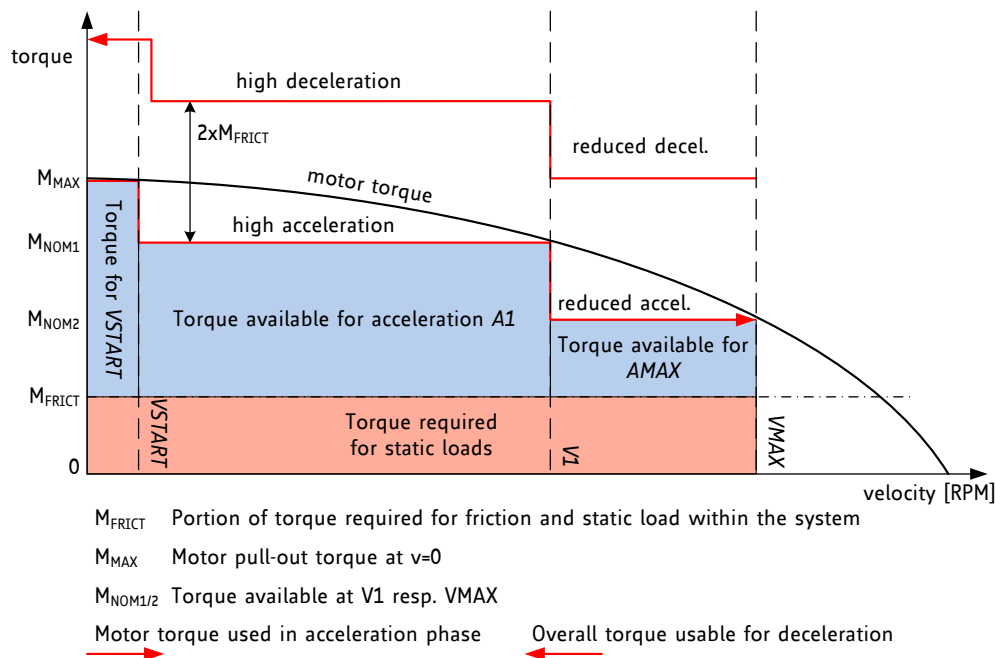 torque
high deceleration
2xMFRICT
reduced decel.
MMAX
motor torque
Torque for
VSTART
high acceleration
MNOM1
reduced accel.
MNOM2
Torque available for acceleration A1
Torque available for
AMAX
MFRICT
VSTART
Torque required
for static loads
V1
VMAX
0
velocity [RPM]
MFRICT Portion of torque required for friction and static load within the system
MMAX Motor pull-out torque at v=0
MNOM1/2 Torque available at V1 resp. VMAX
Motor torque used in acceleration phase
Overall torque usable for deceleration